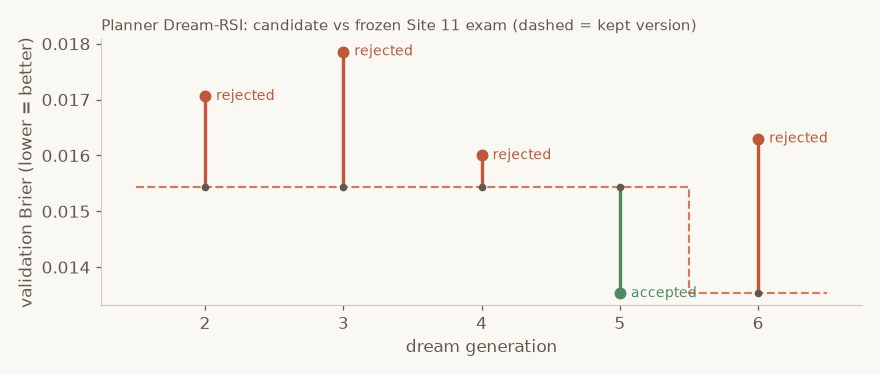 Planner Dream-RSI: candidate vs frozen Site 11 exam (dashed = kept version)
validation Brier (lower = better)
0.018
0.017
0.016
0.015
0.014
rejected
rejected
rejected
accepted
rejected
2 3 4 5 6
dream generation